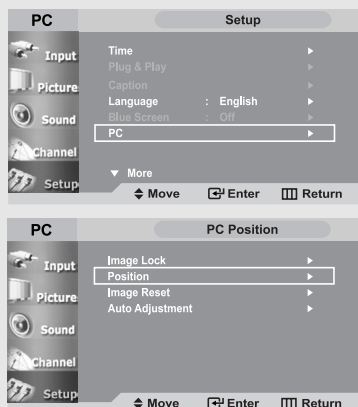 PC Setup
Input
Picture
Sound
Channel
Setup
Time
Plug & Play
Caption
Language : English
Blue Screen : Off
PC
More
Move Enter Return
PC PC Position
Input
Picture
Sound
Channel
Setup
Image Lock
Position
Image Reset
Auto Adjustment
Move Enter Return